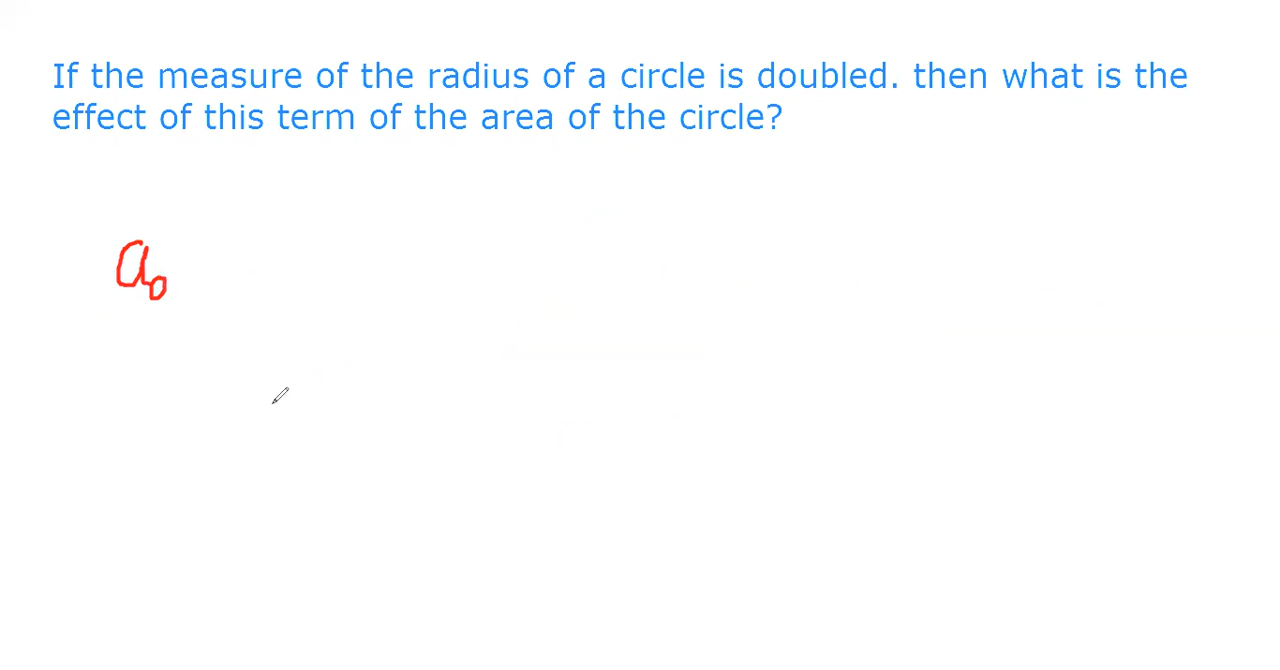 If the measure of the radius of a circle is doubled. then what is the
effect of this term of the area of the circle?
a₀